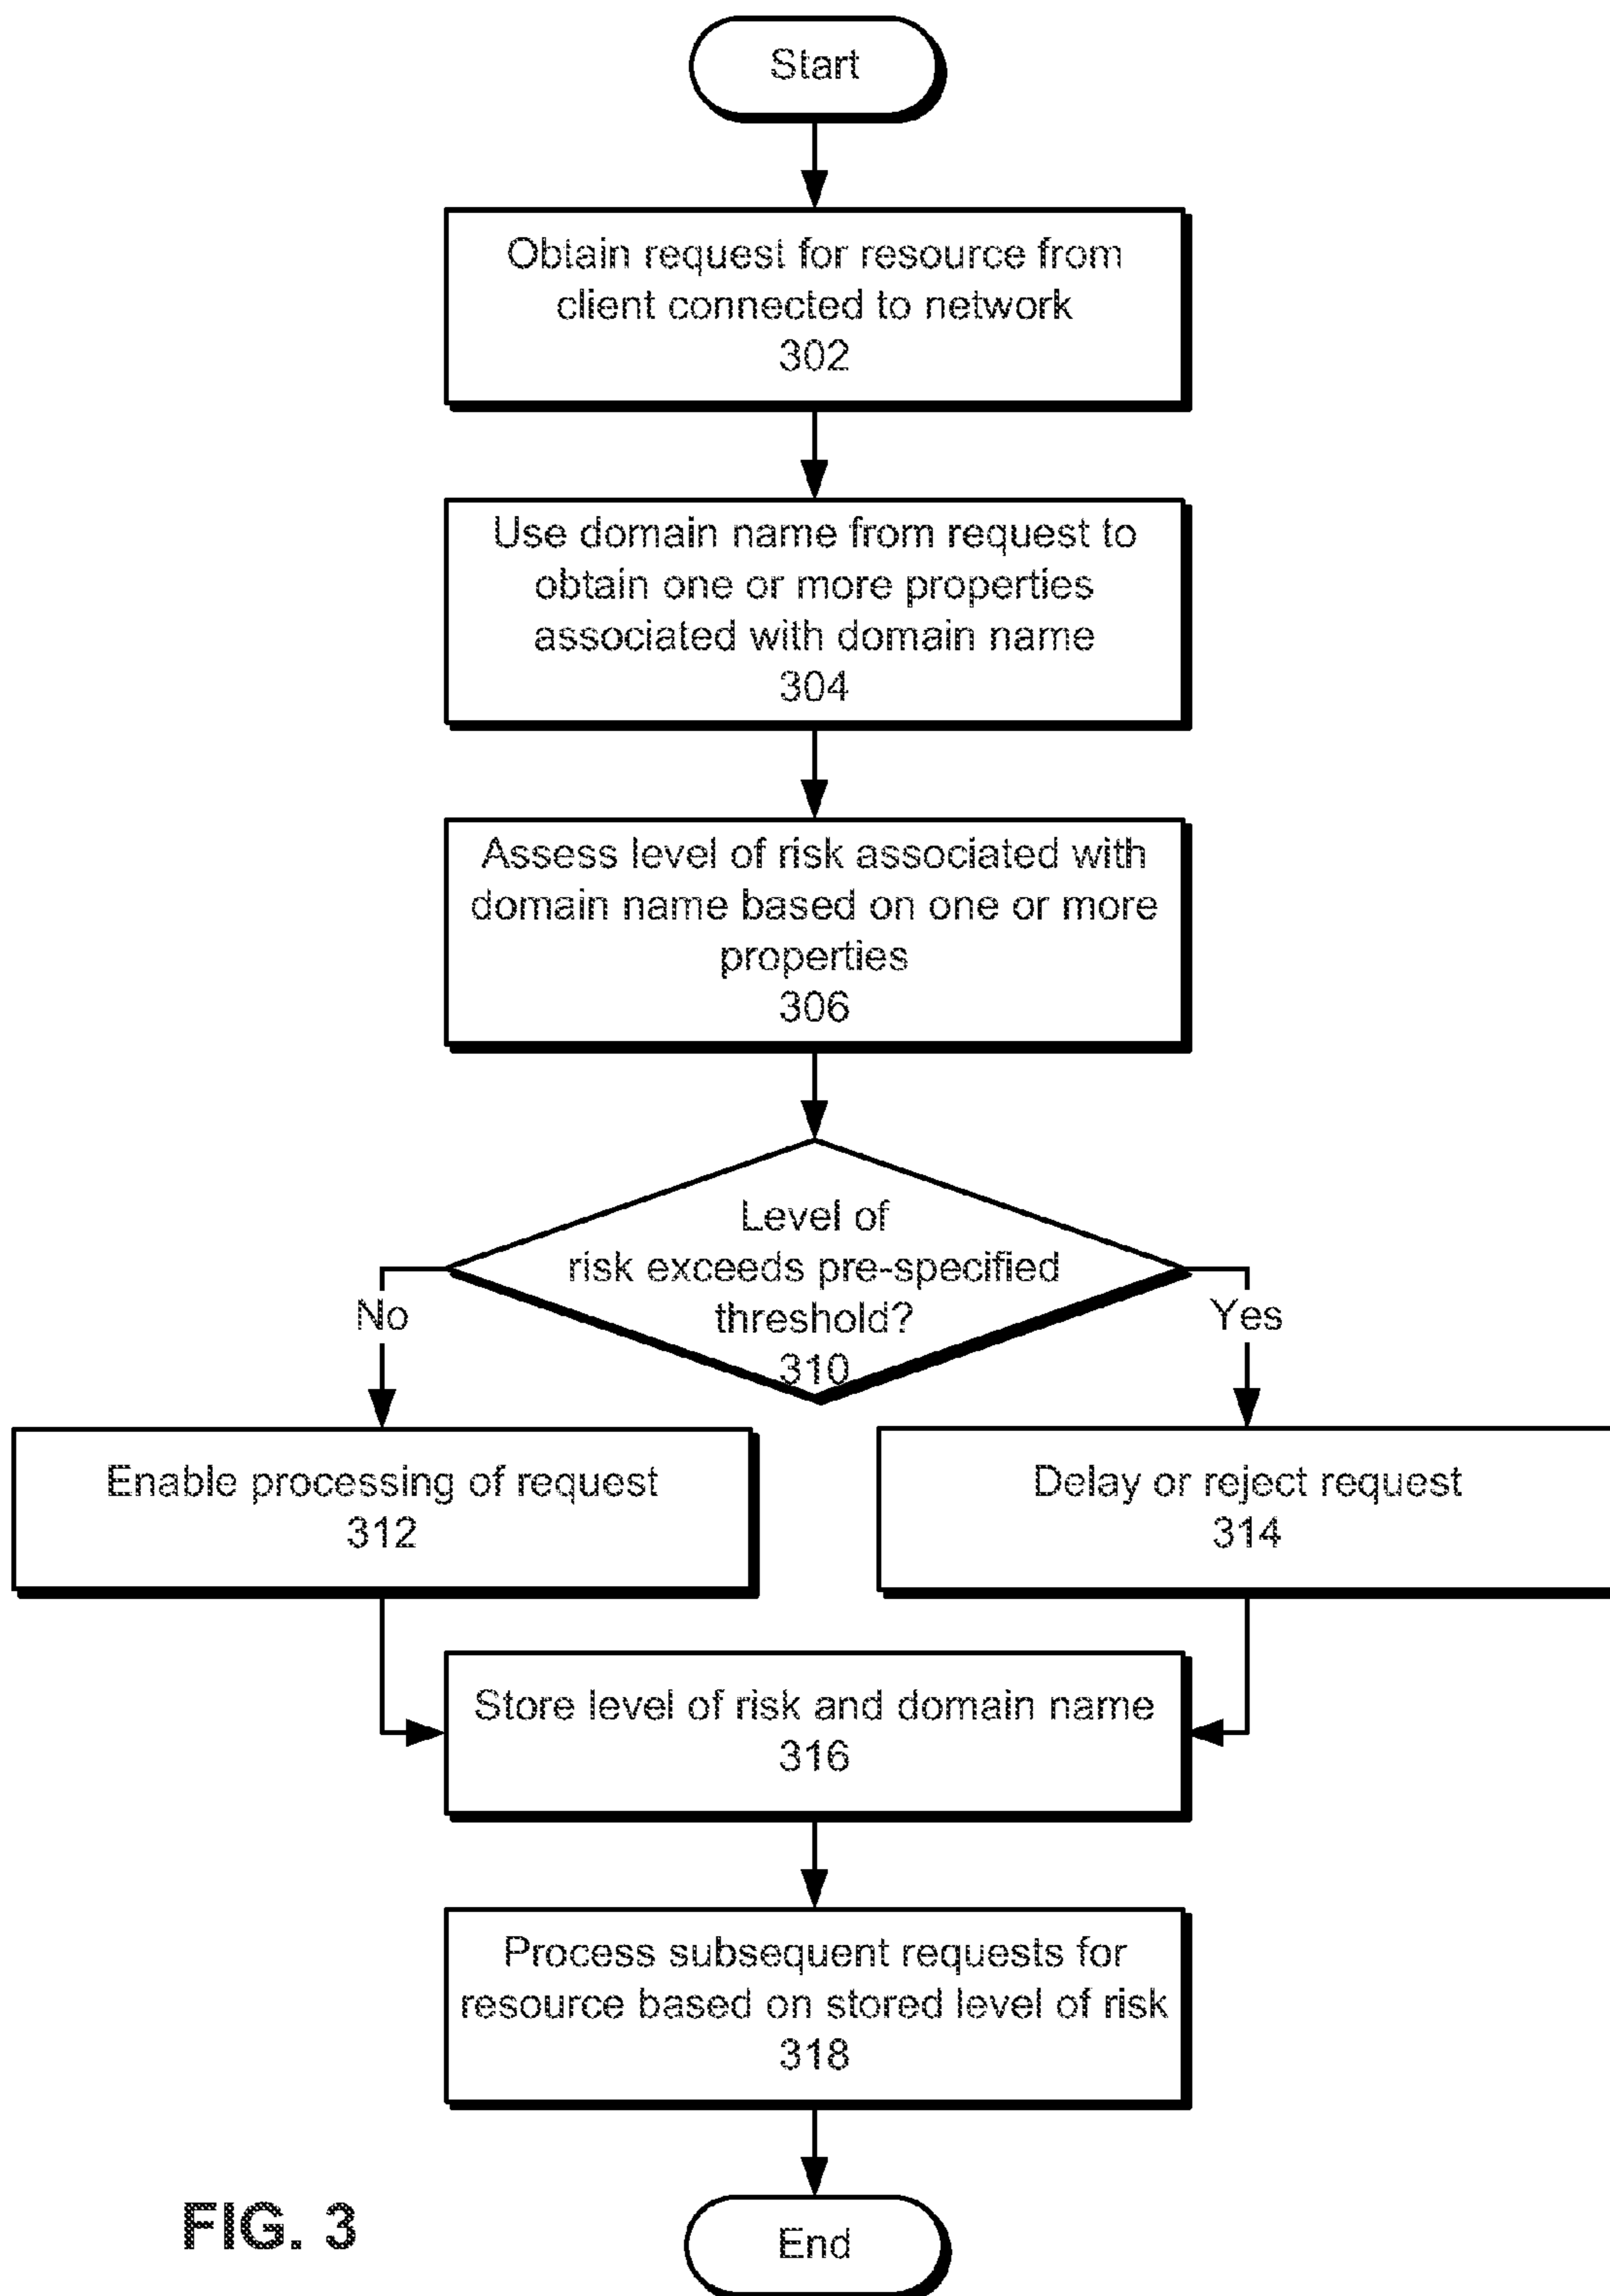 Start
Obtain request for resource from
client connected to network
302
Use domain name from request to
obtain one or more properties
associated with domain name
304
Assess level of risk associated with
domain name based on one or more
properties
306
Level of
risk exceeds pre-specified
threshold?
310
No
Yes
Enable processing of request
312
Delay or reject request
314
Store level of risk and domain name
316
Process subsequent requests for
resource based on stored level of risk
318
End
FIG. 3